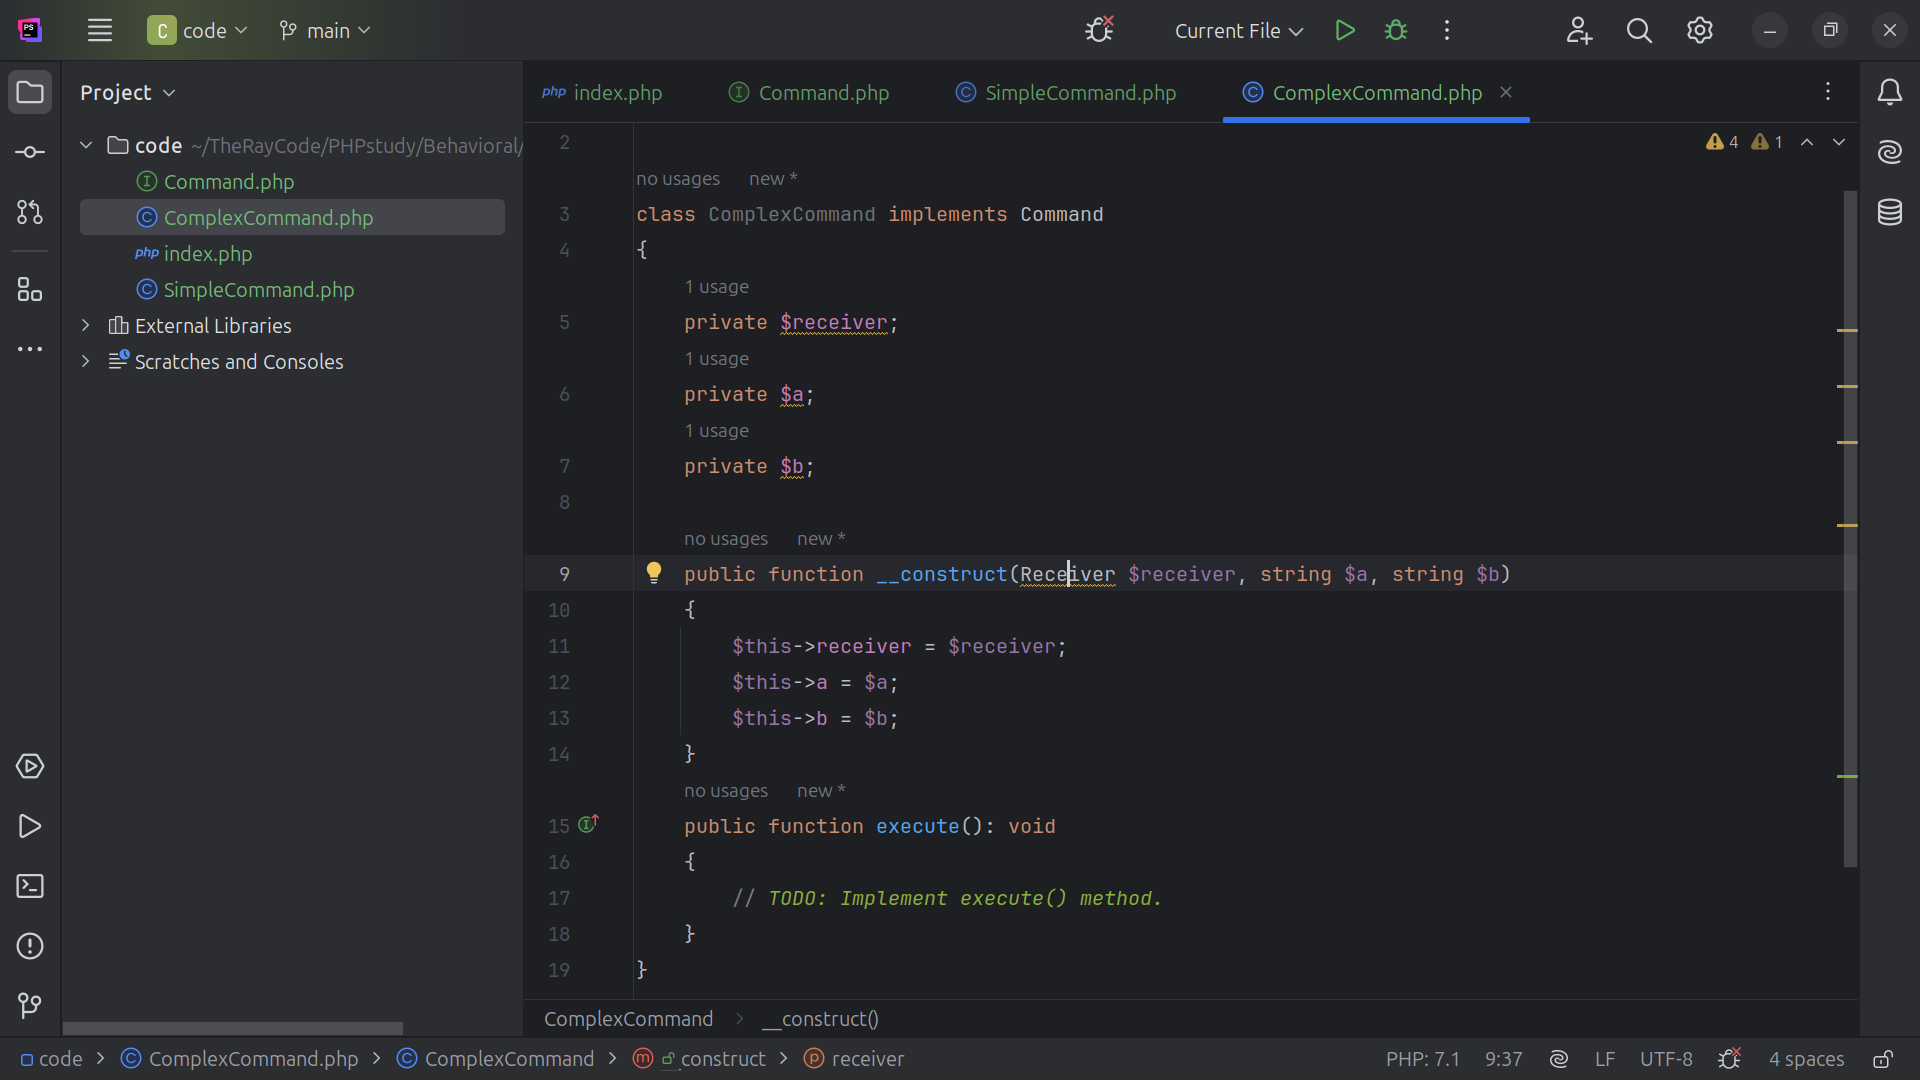 PS
C code main
Current File
Project
code ~/TheRayCode/PHPstudy/Behavioral/
I Command.php
C ComplexCommand.php
php index.php
C SimpleCommand.php
External Libraries
Scratches and Consoles
php index.php
I Command.php
C SimpleCommand.php
C ComplexCommand.php
4 1
2
no usages new *
3 class ComplexCommand implements Command
4 {
1 usage
5 private $receiver;
1 usage
6 private $a;
1 usage
7 private $b;
8
no usages new *
9 public function __construct(Receiver $receiver, string $a, string $b)
10 {
11 $this->receiver = $receiver;
12 $this->a = $a;
13 $this->b = $b;
14 }
no usages new *
15 public function execute(): void
16 {
17 // TODO: Implement execute() method.
18 }
19 }
ComplexCommand > __construct()
code > C ComplexCommand.php > C ComplexCommand > m __construct > p receiver
PHP: 7.1 9:37 LF UTF-8 4 spaces